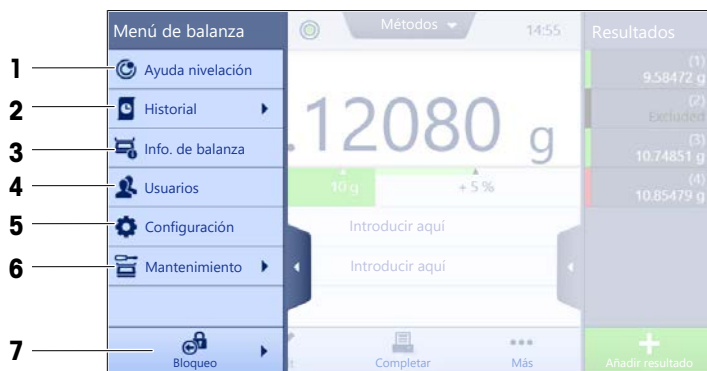 Menú de balanza
Métodos
14:55
Resultados
1
Ayuda nivelación
2
Historial
3
Info. de balanza
4
Usuarios
5
Configuración
6
Mantenimiento
7
Bloqueo
.12080 g
10 g
+ 5 %
Introducir aquí
Introducir aquí
Completar
Más
(1)
9.58472 g
(2)
Excluded
(3)
10.74851 g
(4)
10.85479 g
Añadir resultado